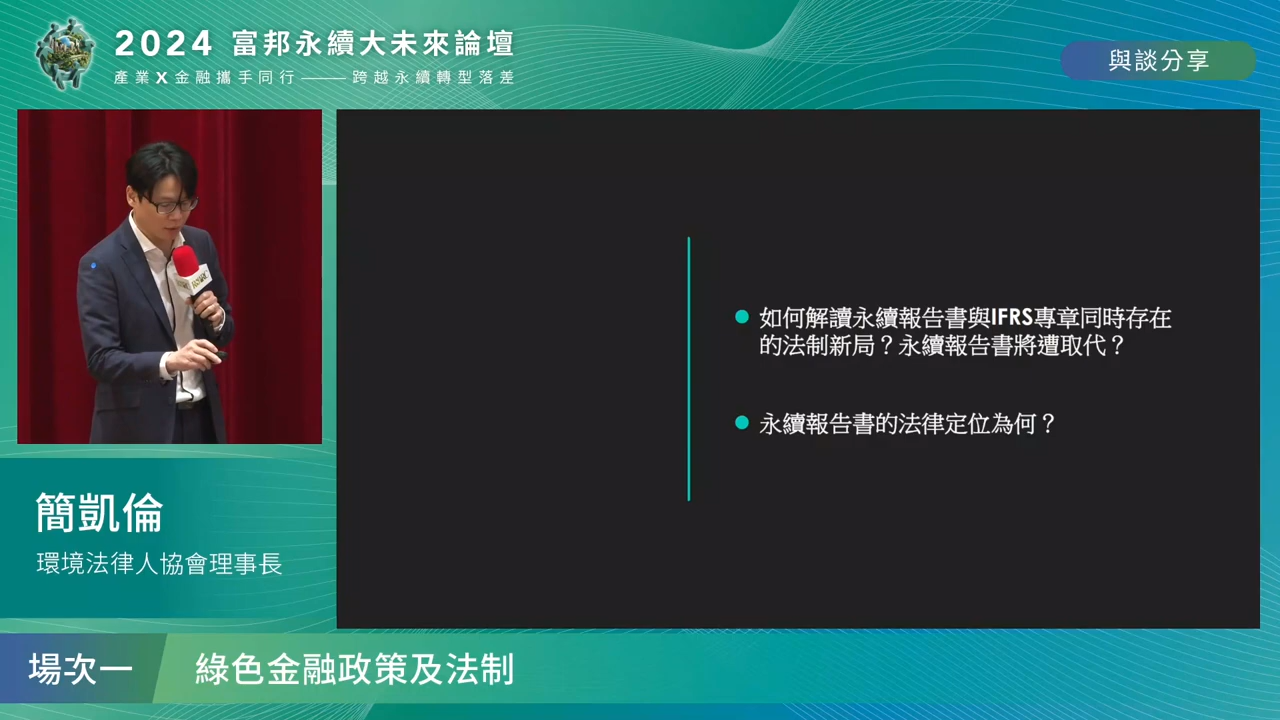 2024 富邦永續大未來論壇
產業X金融攜手同行——跨越永續轉型落差
與談分享
如何解讀永續報告書與IFRS專章同時存在
的法制新局？永續報告書將遭取代？
永續報告書的法律定位為何？
簡凱倫
環境法律人協會理事長
場次一
綠色金融政策及法制